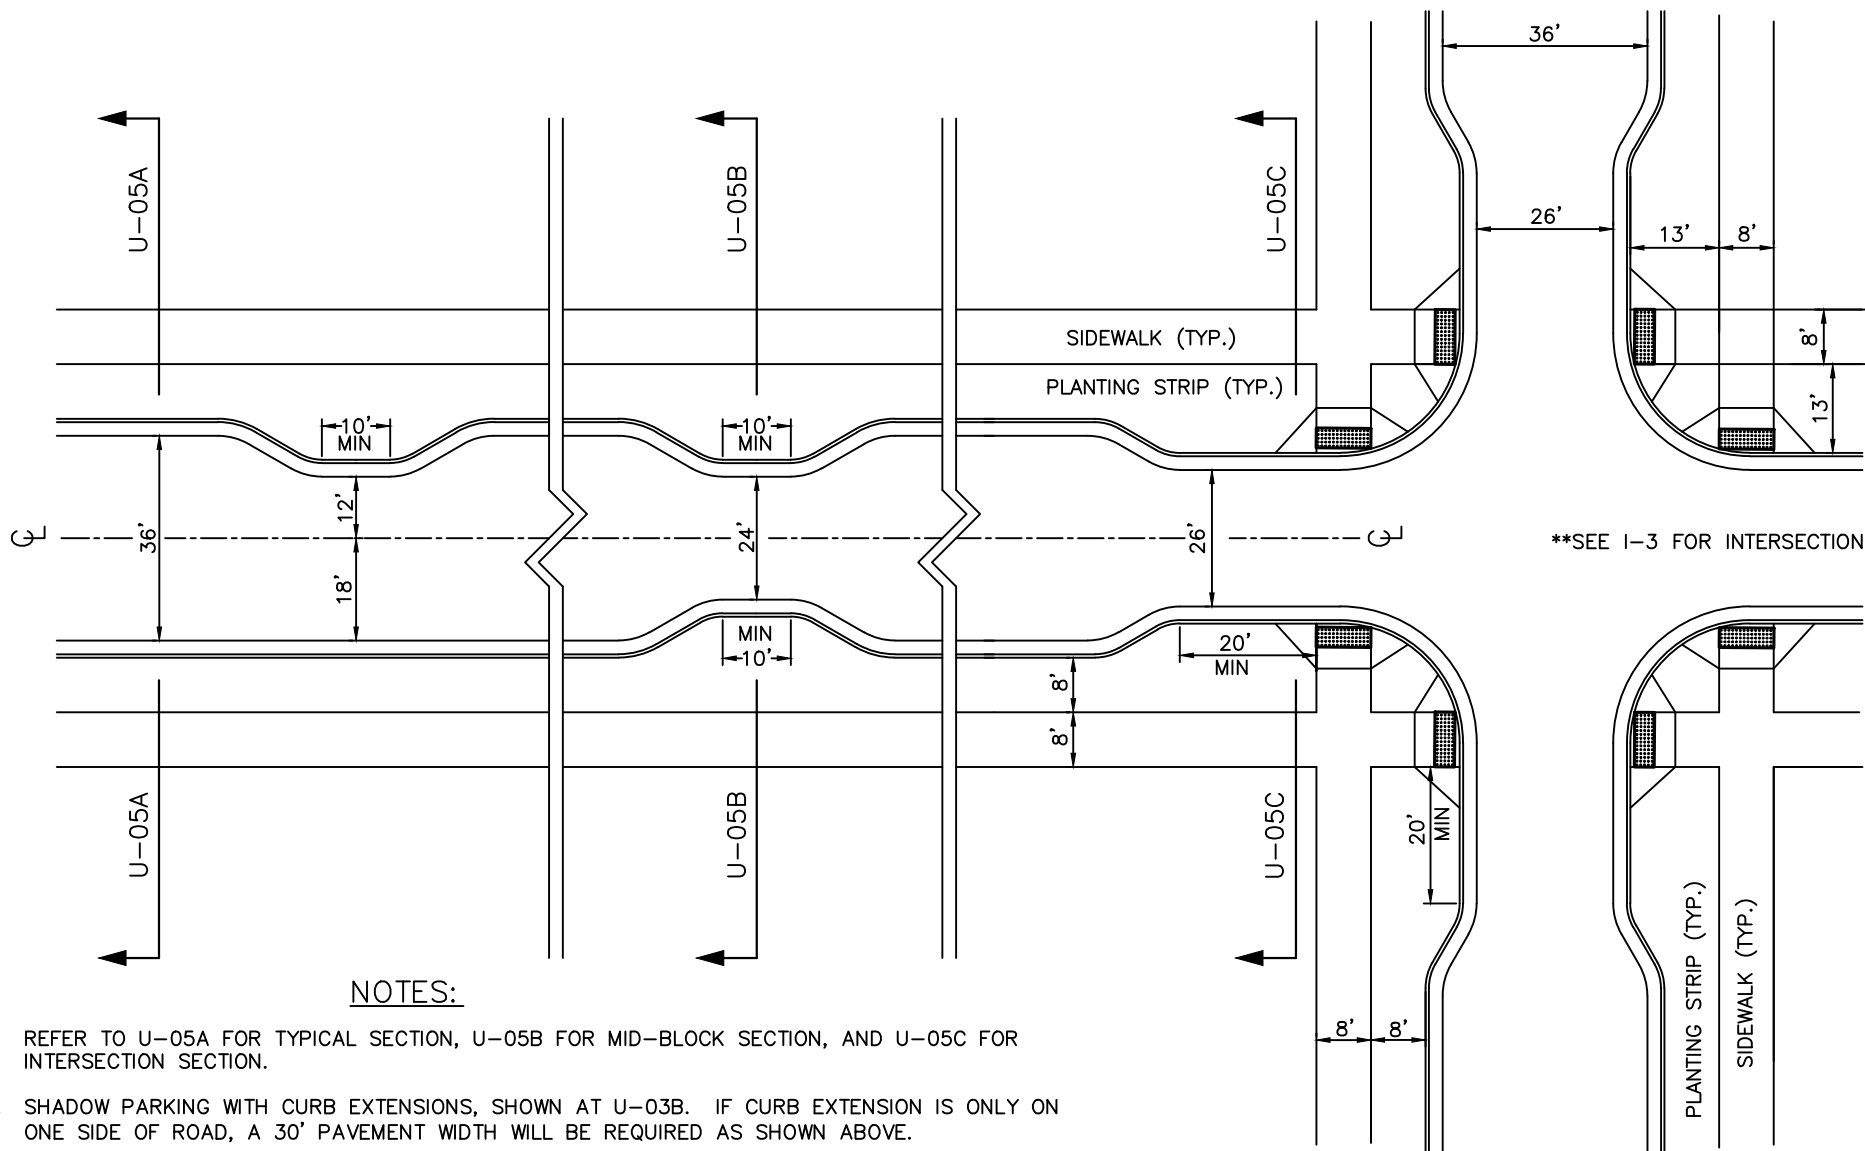 36'
U-05A
U-05B
U-05C
26'
13'
8'
SIDEWALK (TYP.)
8'
PLANTING STRIP (TYP.)
13'
10'
MIN
10'
MIN
12'
36'
24'
26'
℄
℄
**SEE I-3 FOR INTERSECTION
18'
MIN
10'
20'
MIN
8'
8'
U-05A
U-05B
U-05C
20'
MIN
PLANTING STRIP (TYP.)
SIDEWALK (TYP.)
8'
8'
NOTES:
REFER TO U-05A FOR TYPICAL SECTION, U-05B FOR MID-BLOCK SECTION, AND U-05C FOR
INTERSECTION SECTION.
SHADOW PARKING WITH CURB EXTENSIONS, SHOWN AT U-03B. IF CURB EXTENSION IS ONLY ON
ONE SIDE OF ROAD, A 30' PAVEMENT WIDTH WILL BE REQUIRED AS SHOWN ABOVE.